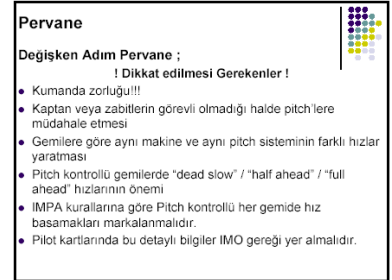 Pervane
Değişken Adım Pervane ;
! Dikkat edilmesi Gerekenler !
● Kumanda zorluğu!!!
● Kaptan veya zabitlerin görevli olmadığı halde pitch'lere
müdahale etmesi
● Gemilere göre aynı makine ve aynı pitch sisteminin farklı hızlar
yaratması
● Pitch kontrollü gemilerde “dead slow” / “half ahead” / “full
ahead” hızlarının önemi
● IMPA kurallarına göre Pitch kontrollü her gemide hız
basamakları markalanmalıdır.
● Pilot kartlarında bu detaylı bilgiler IMO gereği yer almalıdır.